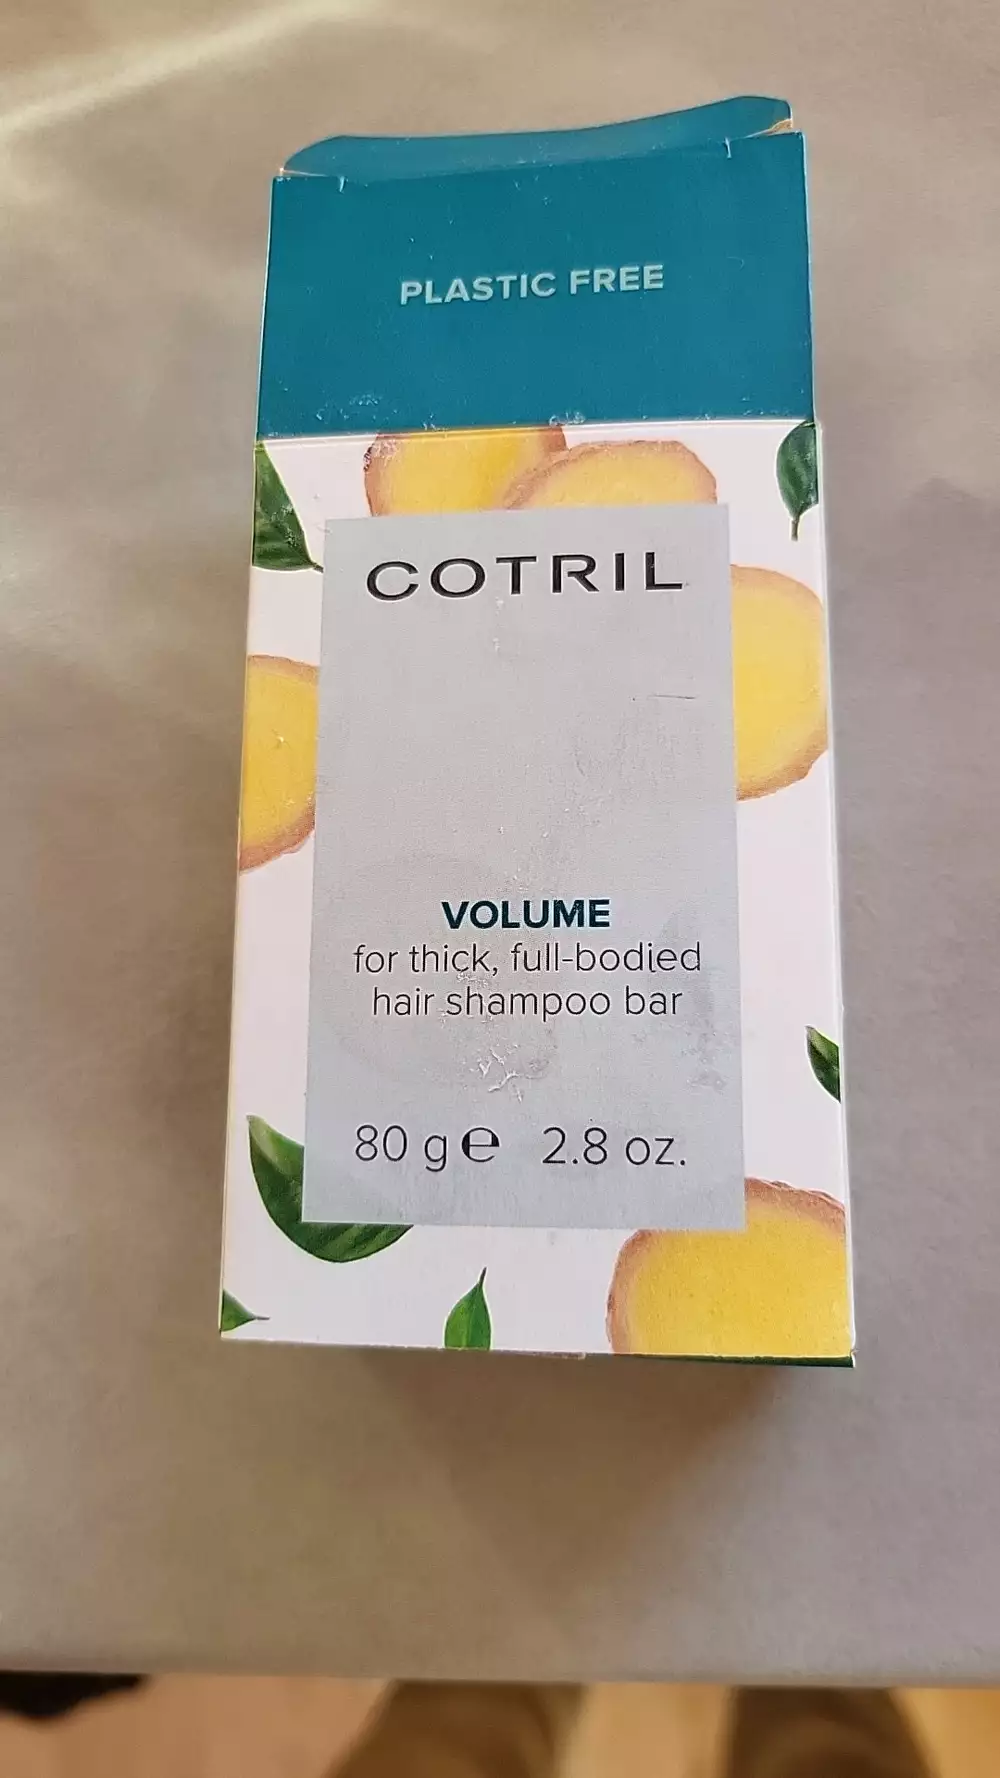 PLASTIC FREE
COTRIL
VOLUME
for thick, full-bodied
hair shampoo bar
80 g ℮ 2.8 oz.